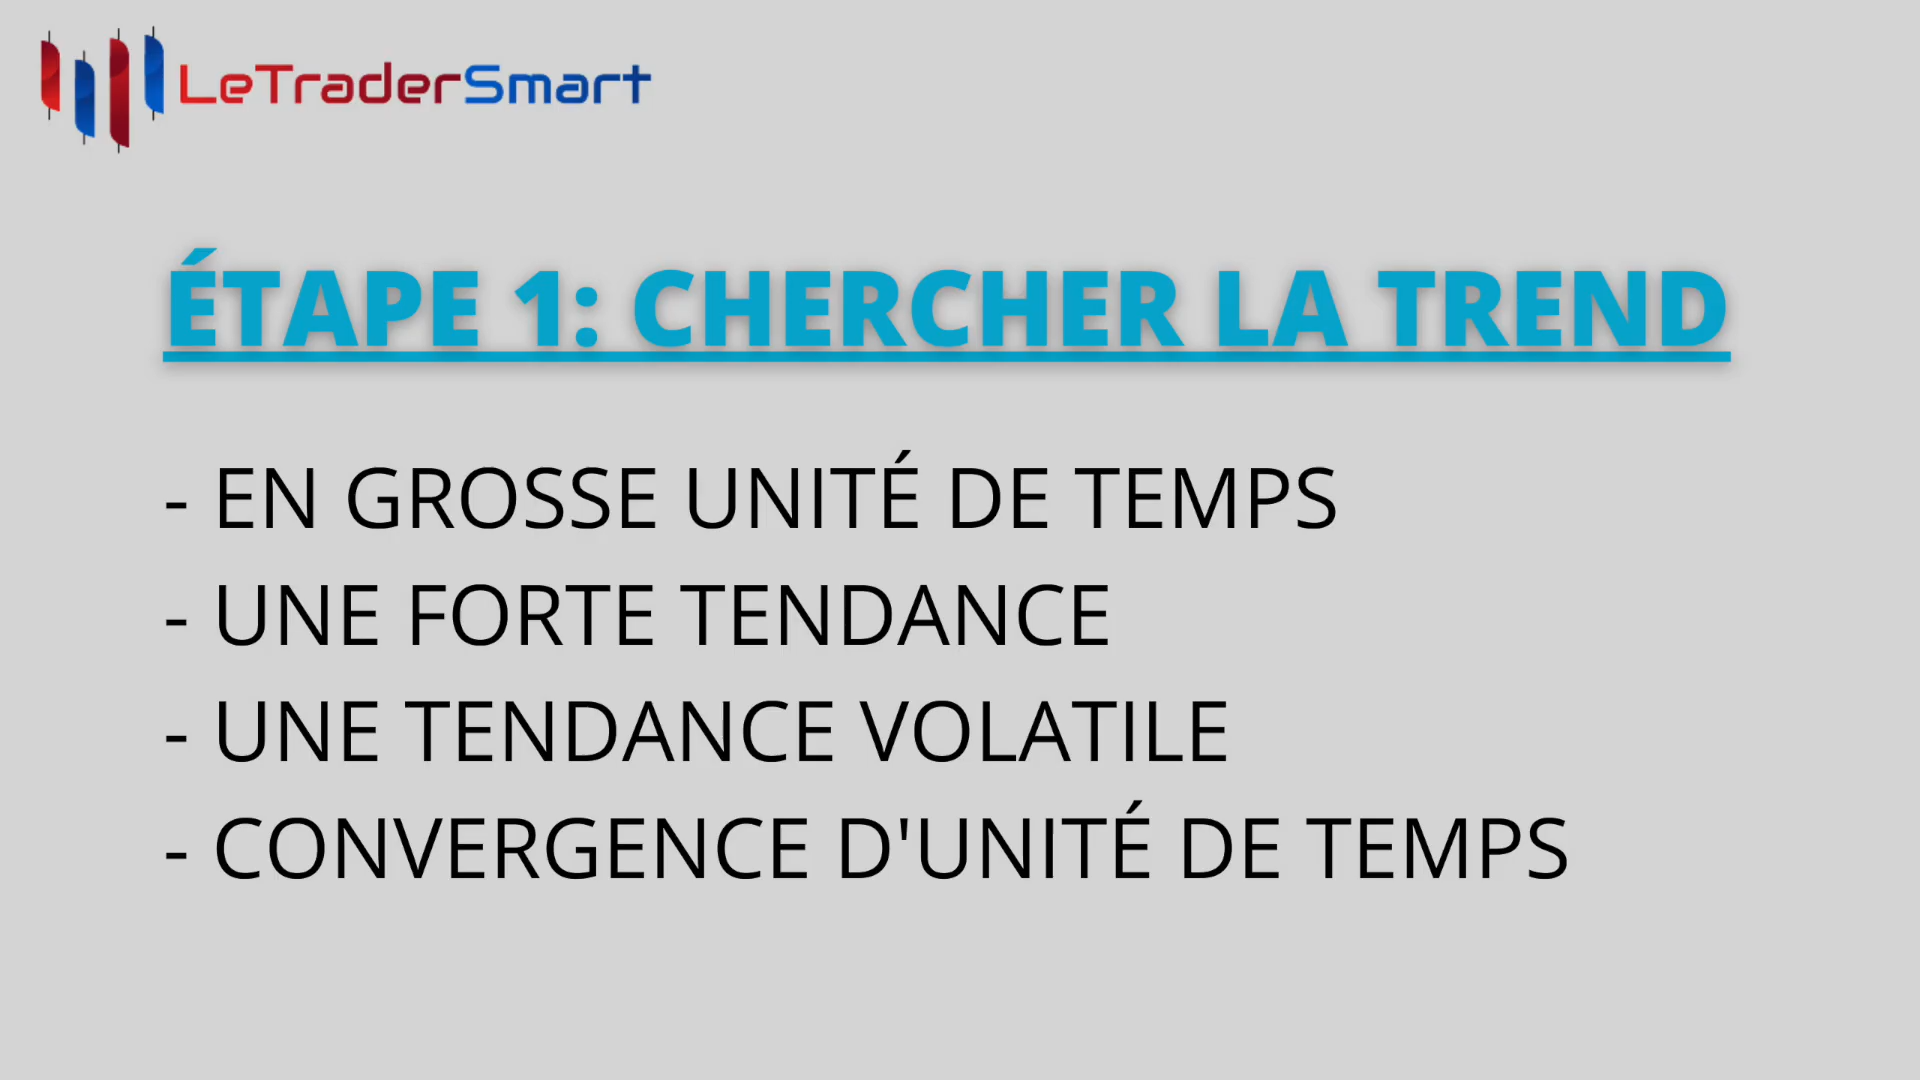 LeTraderSmart
ÉTAPE 1: CHERCHER LA TREND
- EN GROSSE UNITÉ DE TEMPS
- UNE FORTE TENDANCE
- UNE TENDANCE VOLATILE
- CONVERGENCE D'UNITÉ DE TEMPS